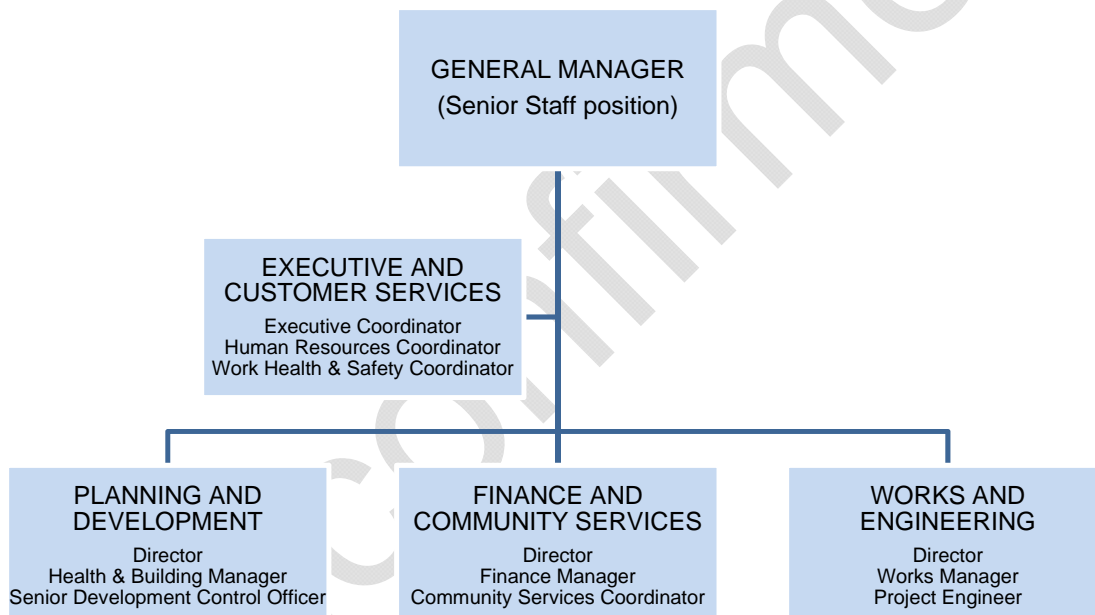 GENERAL MANAGER
(Senior Staff position)
EXECUTIVE AND
CUSTOMER SERVICES
Executive Coordinator
Human Resources Coordinator
Work Health & Safety Coordinator
PLANNING AND
DEVELOPMENT
Director
Health & Building Manager
Senior Development Control Officer
FINANCE AND
COMMUNITY SERVICES
Director
Finance Manager
Community Services Coordinator
WORKS AND
ENGINEERING
Director
Works Manager
Project Engineer